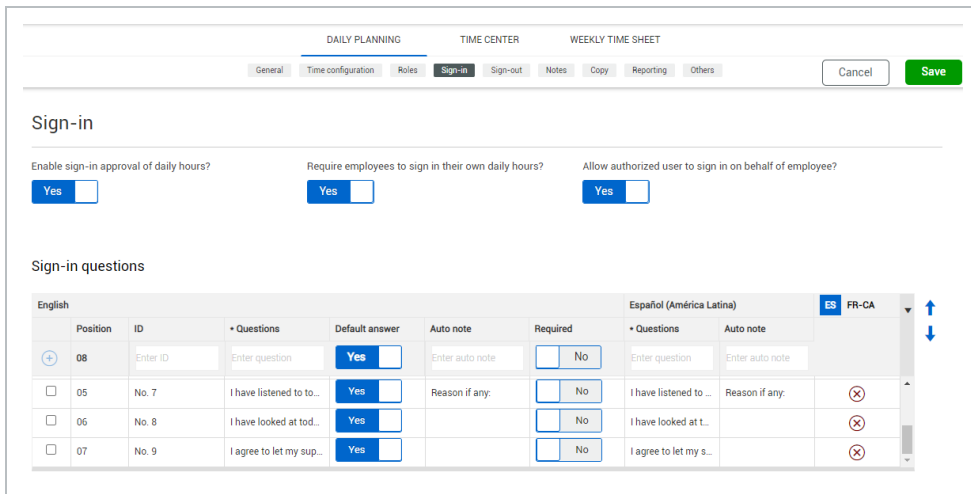 DAILY PLANNING TIME CENTER WEEKLY TIME SHEET
General Time configuration Roles Sign-in Sign-out Notes Copy Reporting Others Cancel Save
Sign-in
Enable sign-in approval of daily hours? Require employees to sign in their own daily hours? Allow authorized user to sign in on behalf of employee?
Yes Yes Yes
Sign-in questions
English Español (América Latina) ES FR-CA
Position ID • Questions Default answer Auto note Required • Questions Auto note
08 Enter ID Enter question Yes Enter auto note No Enter question Enter auto note
05 No. 7 I have listened to to... Yes Reason if any: No I have listened to ... Reason if any:
06 No. 8 I have looked at tod... Yes No I have looked at t...
07 No. 9 I agree to let my sup... Yes No I agree to let my s...